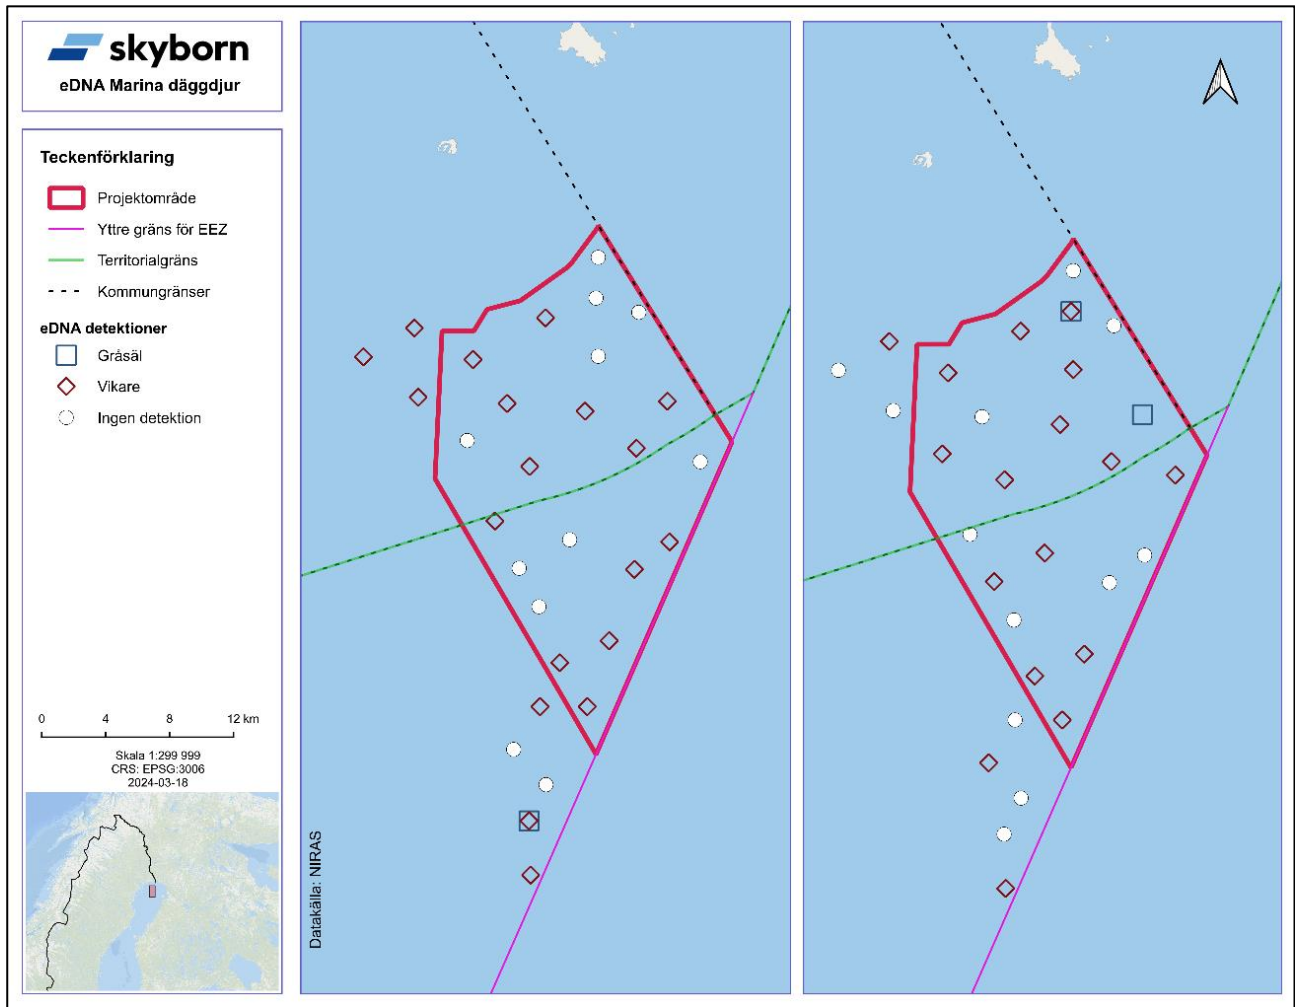 skyborn
eDNA Marina däggdjur
Teckenförklaring
Projektområde
Yttre gräns för EEZ
Territorialgräns
Kommungränser
eDNA detektioner
Gråsäl
Vikare
Ingen detektion
0 4 8 12 km
Skala 1:299 999
CRS: EPSG:3006
2024-03-18
Datakälla: NIRAS